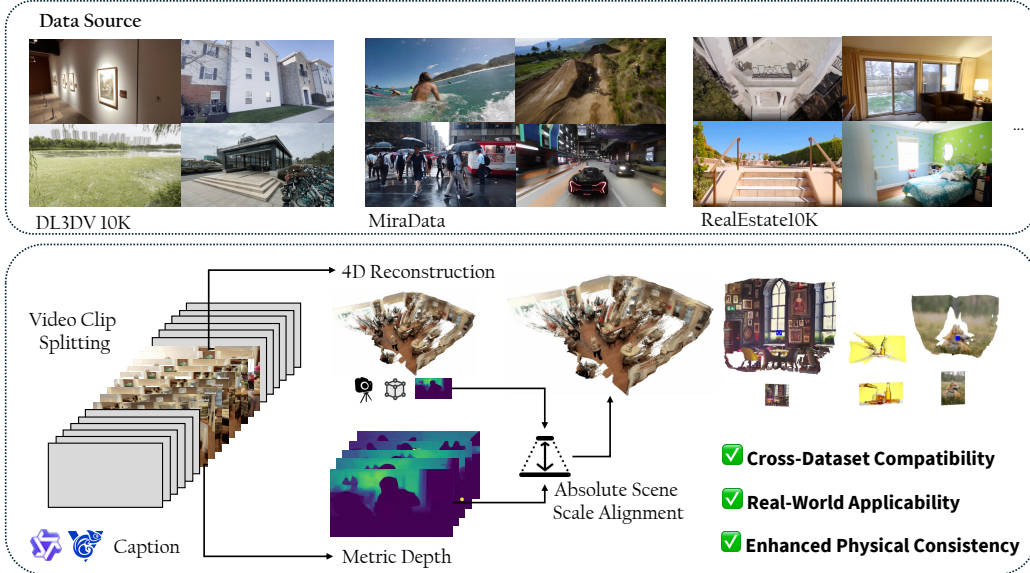 Data Source
DL3DV 10K
MiraData
RealEstate10K
...
Video Clip
Splitting
4D Reconstruction
Absolute Scene
Scale Alignment
Caption
Metric Depth
✅ Cross-Dataset Compatibility
✅ Real-World Applicability
✅ Enhanced Physical Consistency